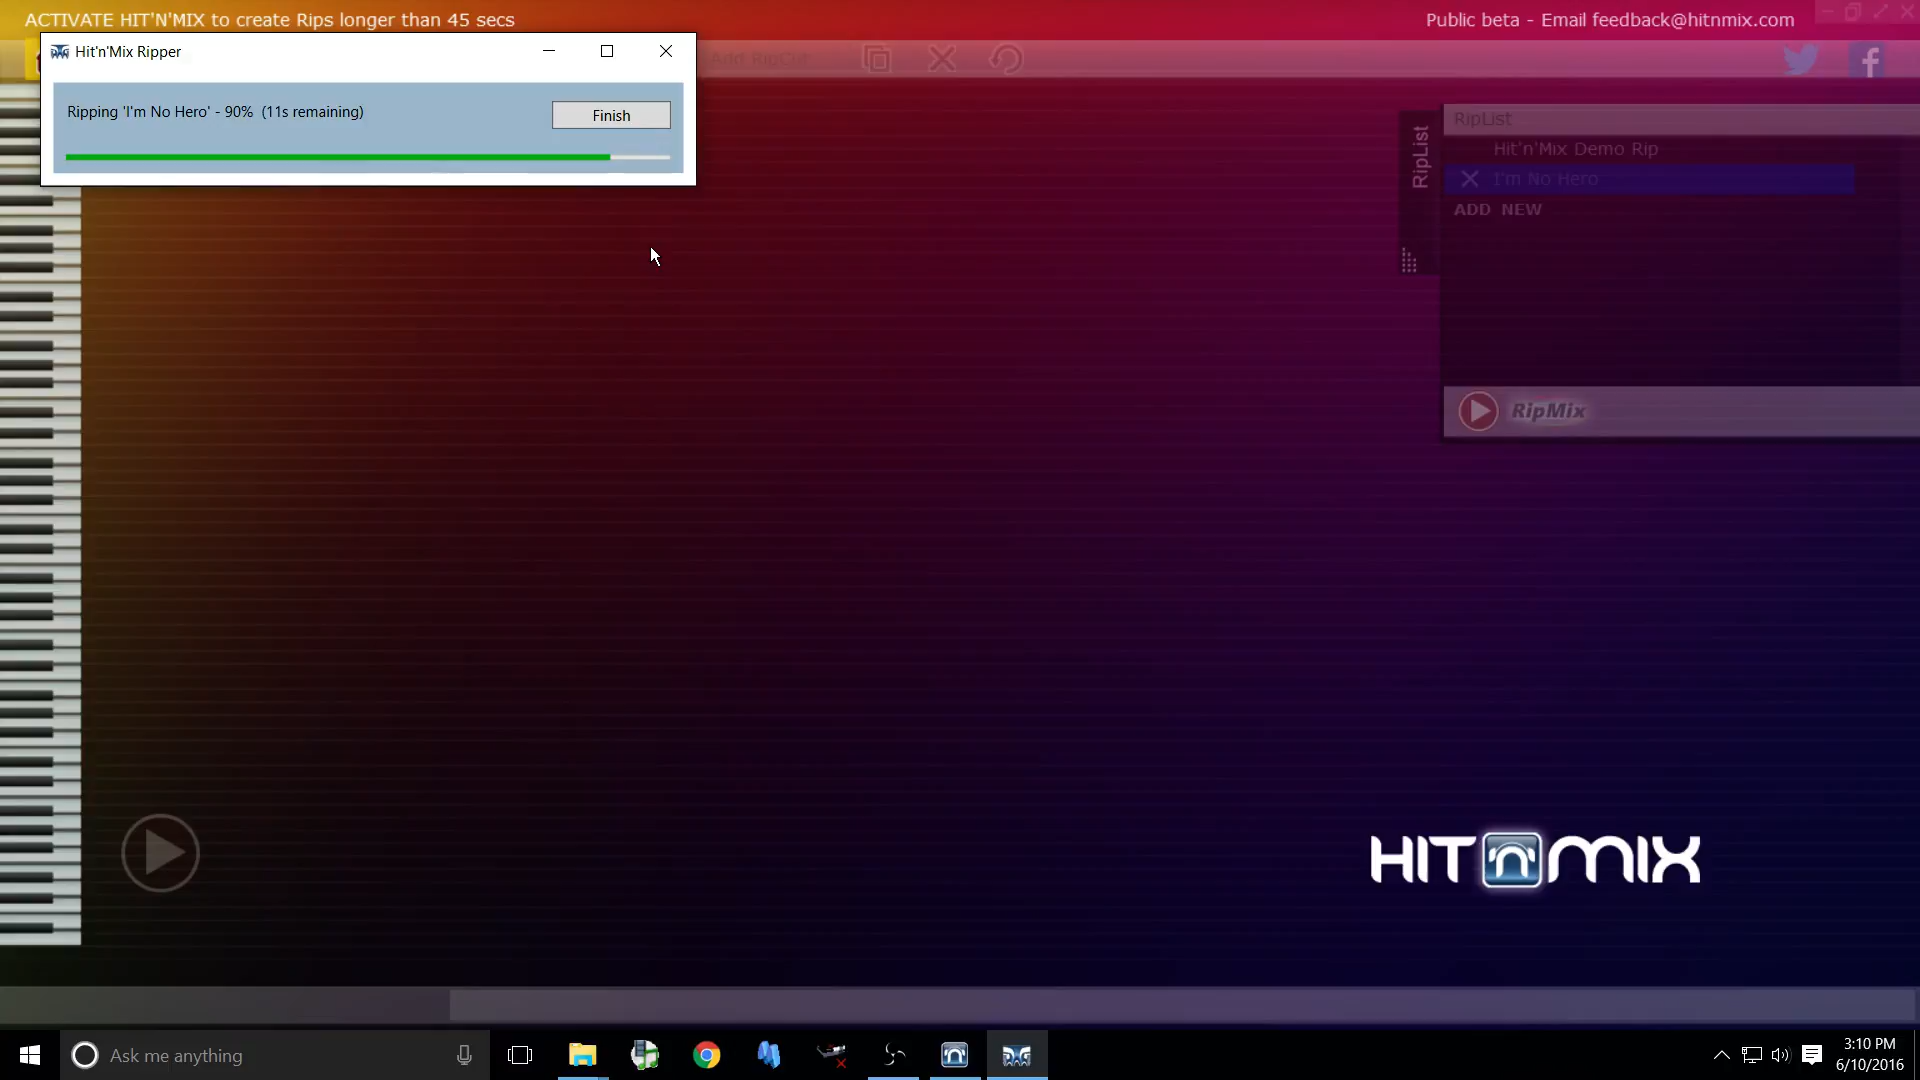 ACTIVATE HIT'N'MIX to create Rips longer than 45 secs
Public beta - Email feedback@hitnmix.com
Hit'n'Mix Ripper
Add RipCut
Ripping 'I'm No Hero' - 90% (11s remaining)
Finish
RipList
RipList
Hit'n'Mix Demo Rip
I'm No Hero
ADD NEW
RipMix
HIT'n'MIX
Ask me anything
3:10 PM
6/10/2016